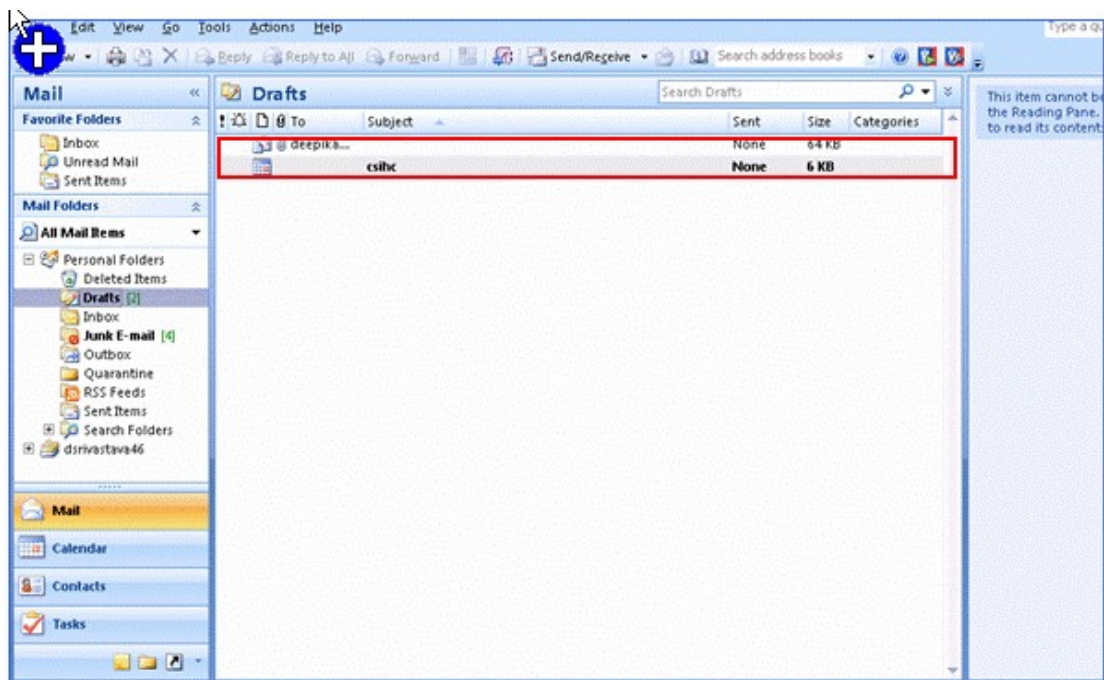 Edit View Go Tools Actions Help
Type a qu
Reply Reply to All Forward Send/Receive Search address books
Mail «
Drafts
Search Drafts
Favorite Folders
! To Subject Sent Size Categories
Inbox
Unread Mail
Sent Items
deepika... None 64 KB
csihc None 6 KB
This item cannot be
the Reading Pane.
to read its contents
Mail Folders
All Mail Items
Personal Folders
Deleted Items
Drafts [2]
Inbox
Junk E-mail [4]
Outbox
Quarantine
RSS Feeds
Sent Items
Search Folders
dsrivastava46
Mail
Calendar
Contacts
Tasks